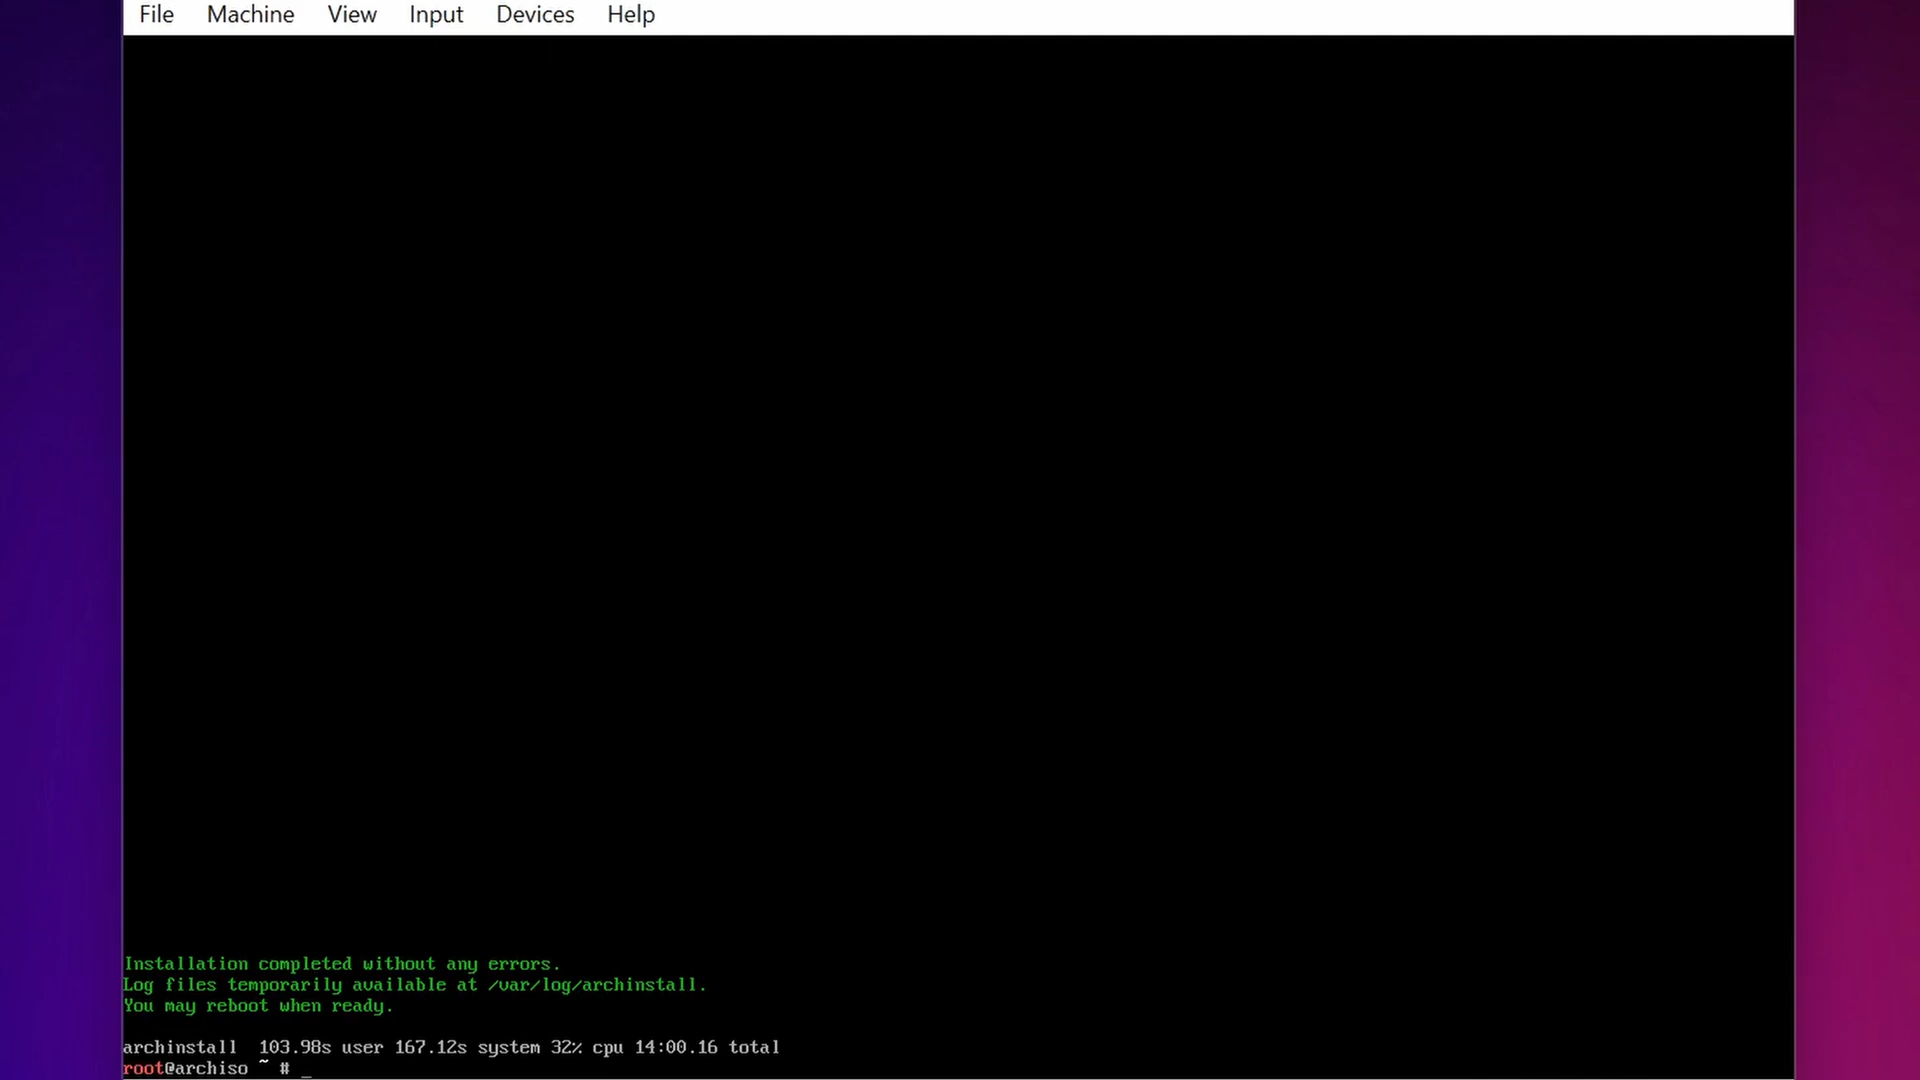 File Machine View Input Devices Help
Installation completed without any errors.
Log files temporarily available at /var/log/archinstall.
You may reboot when ready.
archinstall  103.98s user 167.12s system 32% cpu 14:00.16 total
root@archiso ~ # _